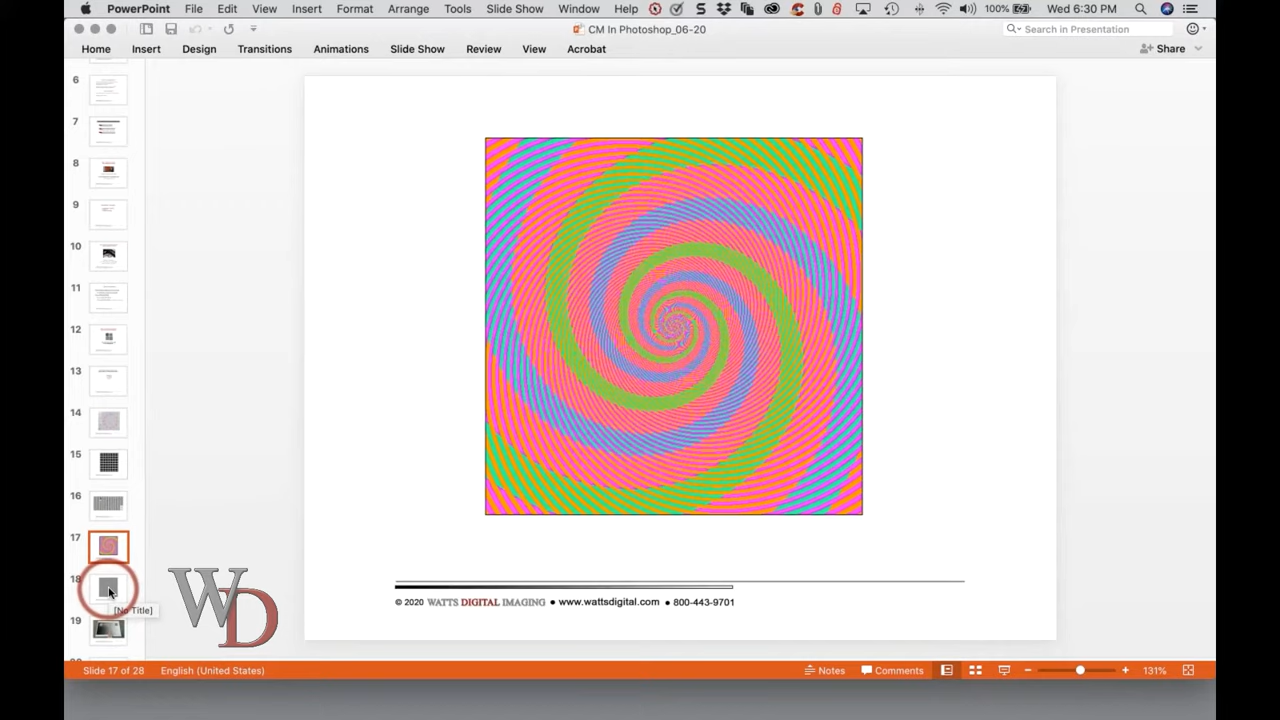 PowerPoint File Edit View Insert Format Arrange Tools Slide Show Window Help 100% Wed 6:30 PM
CM In Photoshop_06-20
Search in Presentation
Home Insert Design Transitions Animations Slide Show Review View Acrobat
Share
6
7
8
9
10
11
12
13
14
15
16
17
18
[No Title]
19
WD
© 2020 WATTS DIGITAL IMAGING ● www.wattsdigital.com ● 800-443-9701
Slide 17 of 28 English (United States) Notes Comments 131%